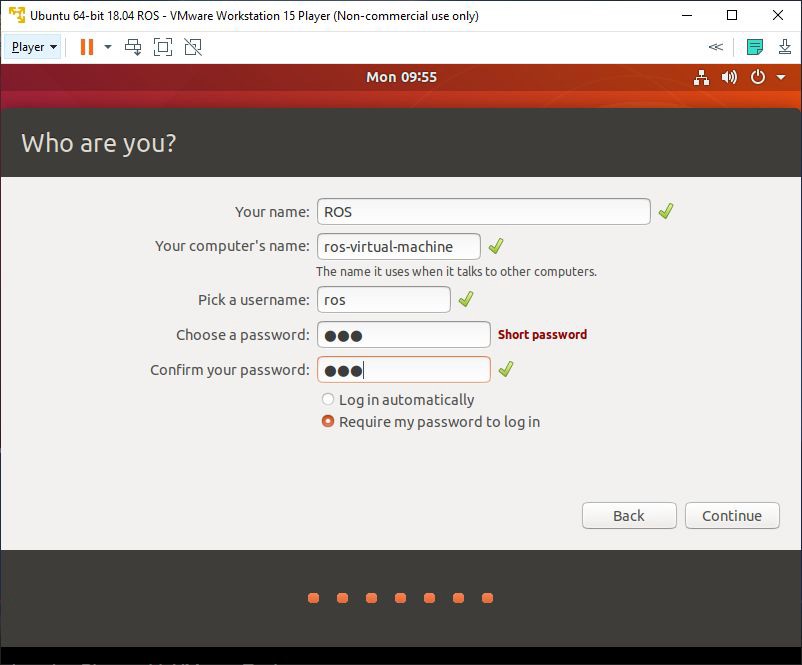 Ubuntu 64-bit 18.04 ROS - VMware Workstation 15 Player (Non-commercial use only)
Player
Mon 09:55
Who are you?
Your name: ROS
Your computer's name: ros-virtual-machine
The name it uses when it talks to other computers.
Pick a username: ros
Choose a password: ●●● Short password
Confirm your password: ●●●
Log in automatically
Require my password to log in
Back Continue